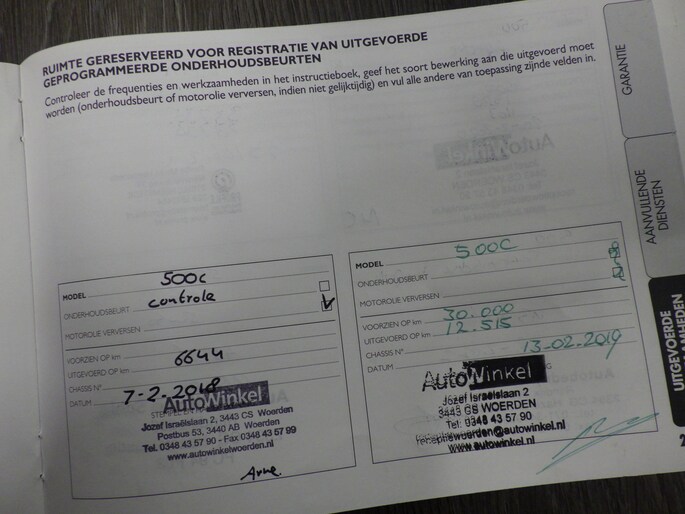 RUIMTE GERESERVEERD VOOR REGISTRATIE VAN UITGEVOERDE
GEPROGRAMMEERDE ONDERHOUDSBEURTEN
Controleer de frequenties en werkzaamheden in het instructieboek, geef het soort bewerking aan die uitgevoerd moet
worden (onderhoudsbeurt of motorolie verversen, indien niet gelijktijdig) en vul alle andere van toepassing zijnde velden in.
GARANTIE
AANVULLENDE
DIENSTEN
UITGEVOERDE
MODEL 500c
ONDERHOUDSBEURT controle
MOTOROLIE VERVERSEN
VOORZIEN OP km
UITGEVOERD OP km 6644
CHASSIS N°
DATUM 7-2-2018
AutoWinkel
Jozef Israëlslaan 2, 3443 CS Woerden
Postbus 53, 3440 AB Woerden
Tel. 0348 43 57 90 - Fax 0348 43 57 99
www.autowinkelwoerden.nl
Arne
MODEL 500C
ONDERHOUDSBEURT
MOTOROLIE VERVERSEN
VOORZIEN OP km 30.000
UITGEVOERD OP km 12.515
CHASSIS N°
DATUM 13-02-2019
AutoWinkel
Jozef Israëlslaan 2
3443 CS WOERDEN
Tel: 0348 43 57 90
receptiewoerden@autowinkel.nl
www.autowinkel.nl